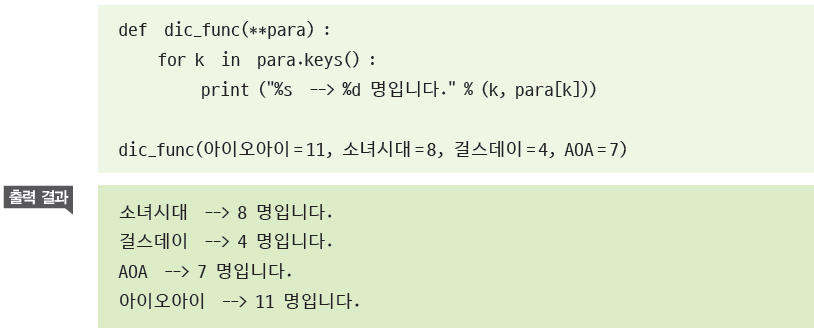 def dic_func(**para) :
    for k in para.keys() :
        print ("%s --> %d 명입니다." % (k, para[k]))
dic_func(아이오아이=11, 소녀시대=8, 걸스데이=4, AOA=7)
출력 결과
소녀시대 --> 8 명입니다.
걸스데이 --> 4 명입니다.
AOA --> 7 명입니다.
아이오아이 --> 11 명입니다.